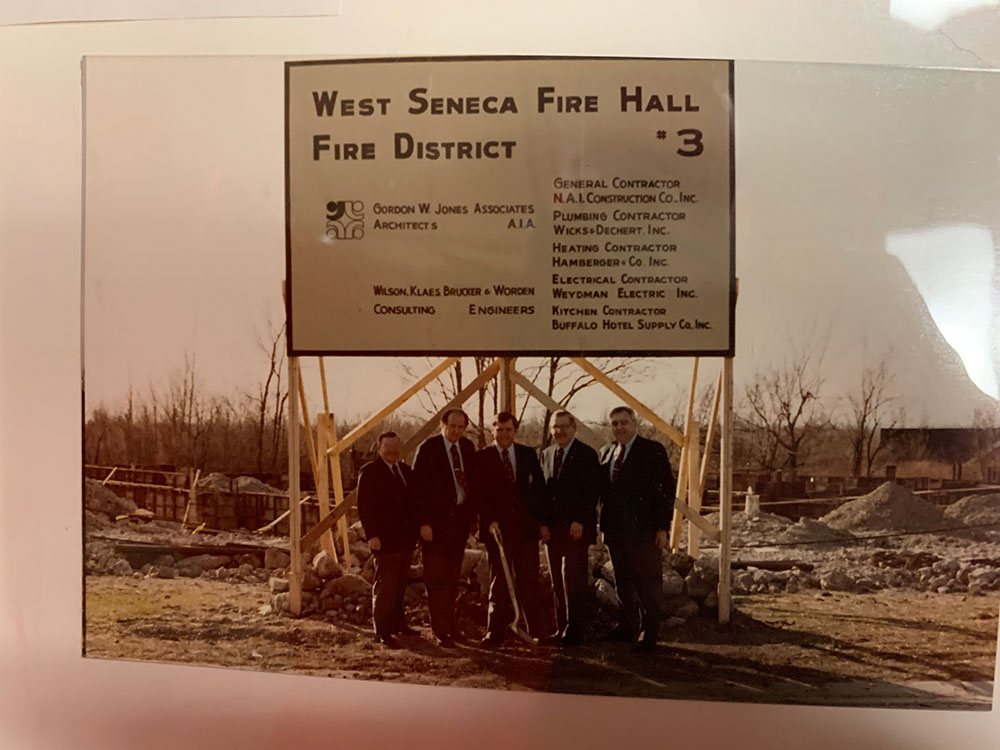 West Seneca Fire Hall
Fire District #3
Gordon W. Jones Associates
Architects A.I.A.
Wilson, Klaes, Brucker & Worden
Consulting Engineers
General Contractor
N.A.I. Construction Co., Inc.
Plumbing Contractor
Wicks & Dechert, Inc.
Heating Contractor
Hamberger & Co. Inc.
Electrical Contractor
Weydman Electric Inc.
Kitchen Contractor
Buffalo Hotel Supply Co. Inc.